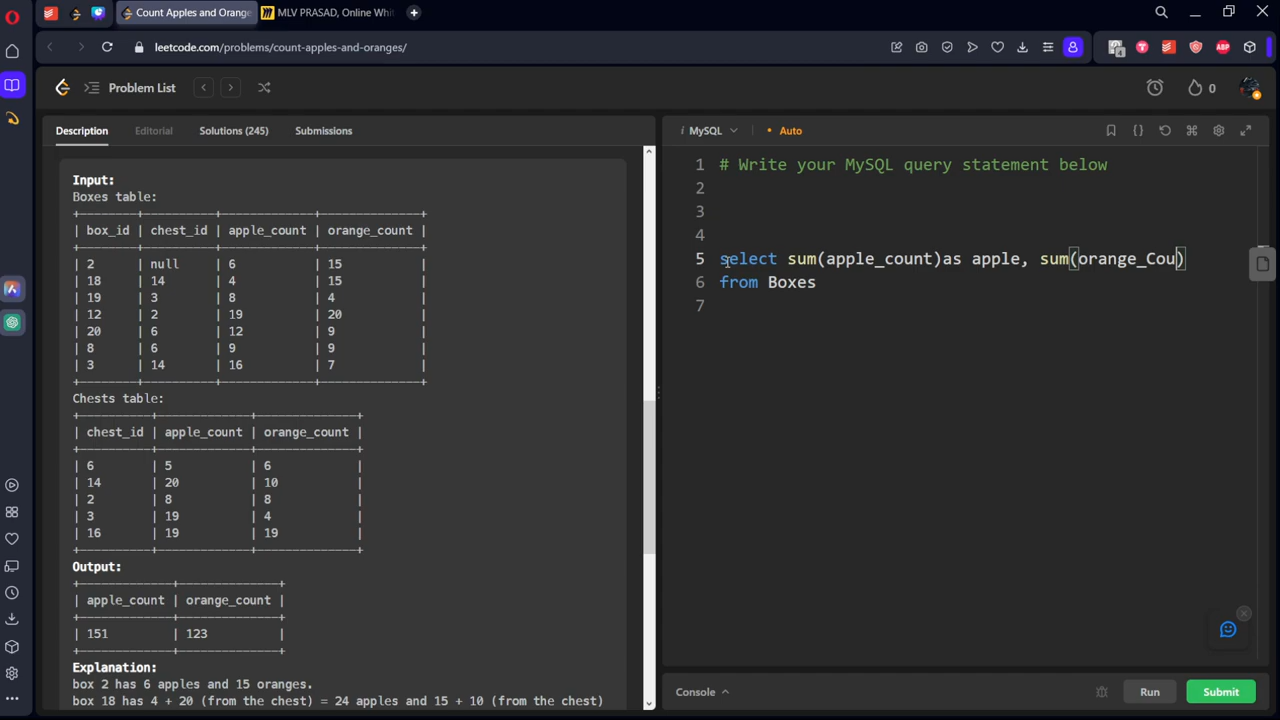 Count Apples and Orange
MLV PRASAD, Online Whit
leetcode.com/problems/count-apples-and-oranges/
Problem List
0
Description
Editorial
Solutions (245)
Submissions
MySQL
Auto
Input:
Boxes table:
+--------+----------+-------------+--------------+
| box_id | chest_id | apple_count | orange_count |
+--------+----------+-------------+--------------+
| 2 | null | 6 | 15 |
| 18 | 14 | 4 | 15 |
| 19 | 3 | 8 | 4 |
| 12 | 2 | 19 | 20 |
| 20 | 6 | 12 | 9 |
| 8 | 6 | 9 | 9 |
| 3 | 14 | 16 | 7 |
+--------+----------+-------------+--------------+
Chests table:
+----------+-------------+--------------+
| chest_id | apple_count | orange_count |
+----------+-------------+--------------+
| 6 | 5 | 6 |
| 14 | 20 | 10 |
| 2 | 8 | 8 |
| 3 | 19 | 4 |
| 16 | 19 | 19 |
+----------+-------------+--------------+
Output:
+-------------+--------------+
| apple_count | orange_count |
+-------------+--------------+
| 151 | 123 |
+-------------+--------------+
Explanation:
box 2 has 6 apples and 15 oranges.
box 18 has 4 + 20 (from the chest) = 24 apples and 15 + 10 (from the chest)
1 # Write your MySQL query statement below
2
3
4
5 select sum(apple_count)as apple, sum(orange_Cou)
6 from Boxes
7
Console
Run
Submit